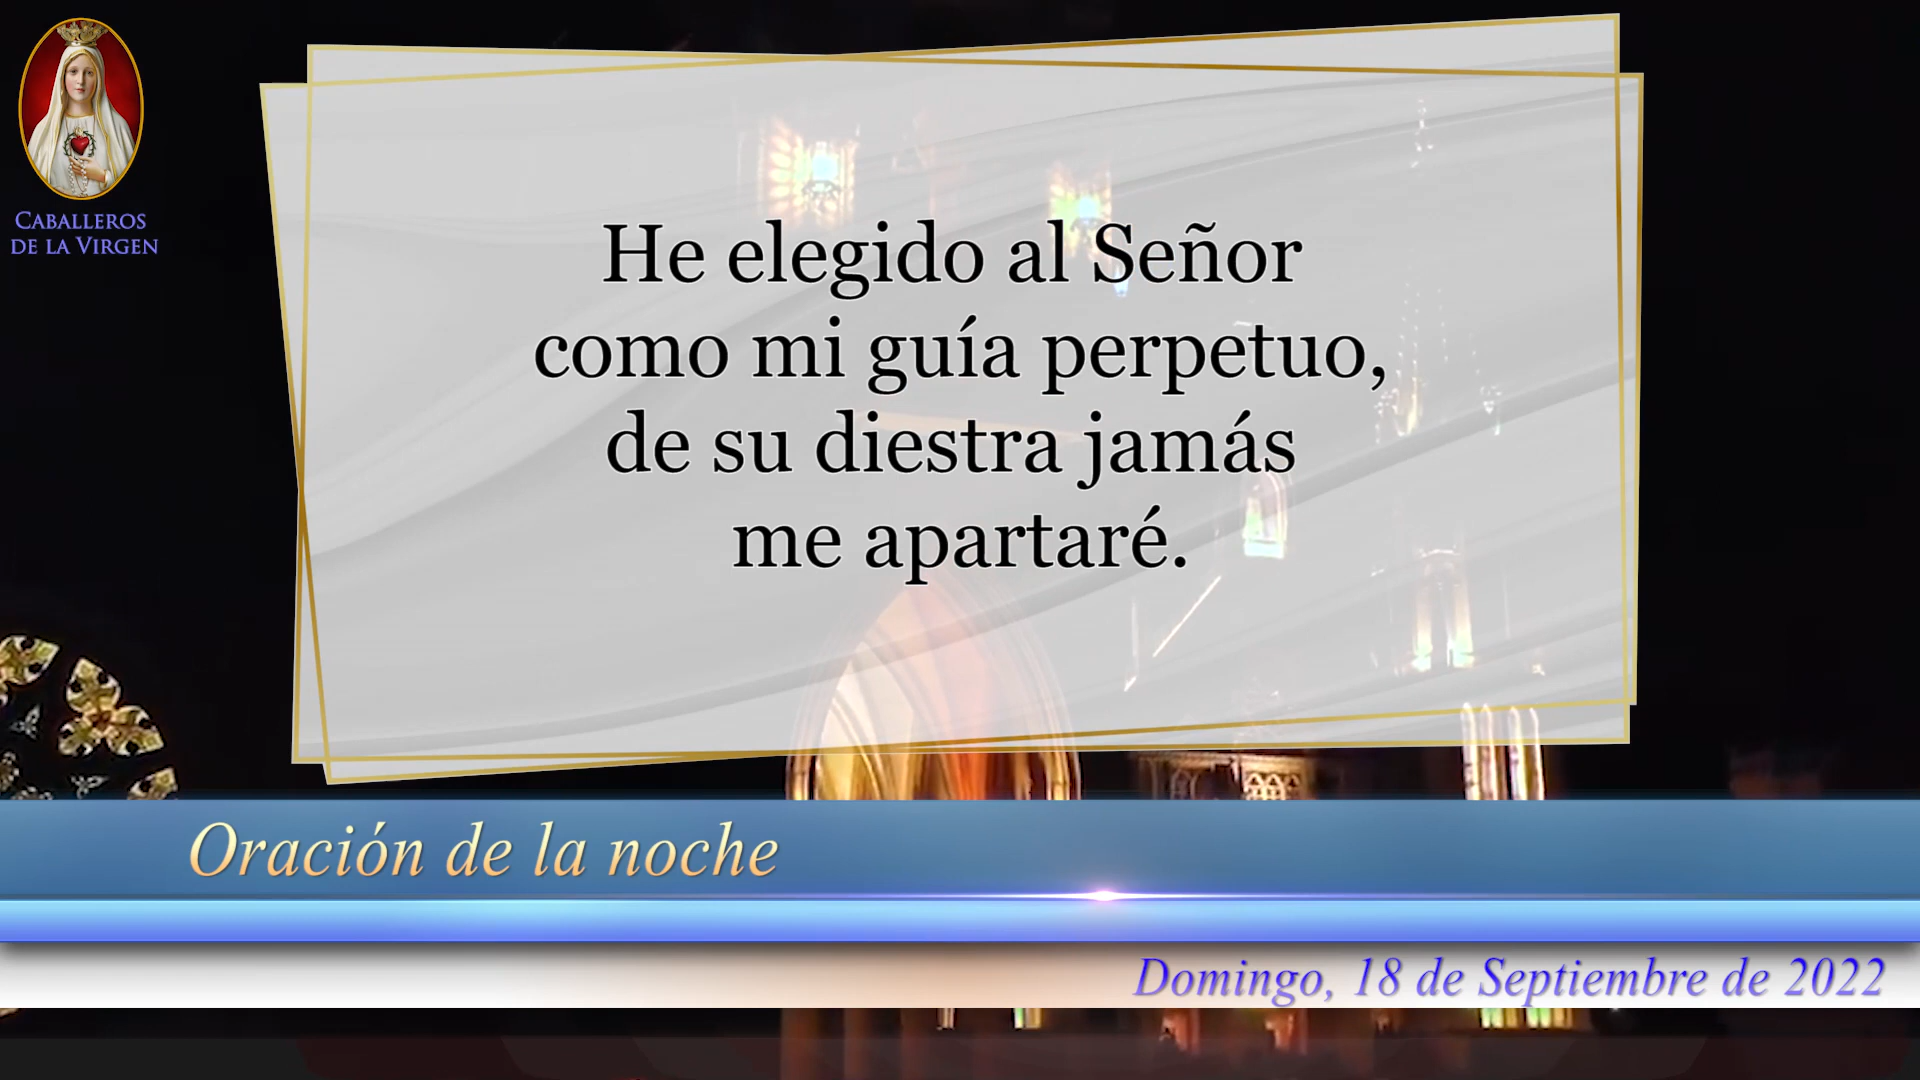 CABALLEROS
DE LA VIRGEN
He elegido al Señor
como mi guía perpetuo,
de su diestra jamás
me apartaré.
Oración de la noche
Domingo, 18 de Septiembre de 2022